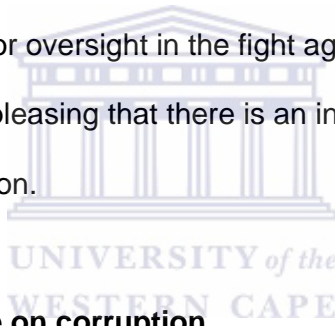 or oversight in the fight ag
pleasing that there is an in
on.
UNIVERSITY of the
WESTERN CAPE
e on corruption